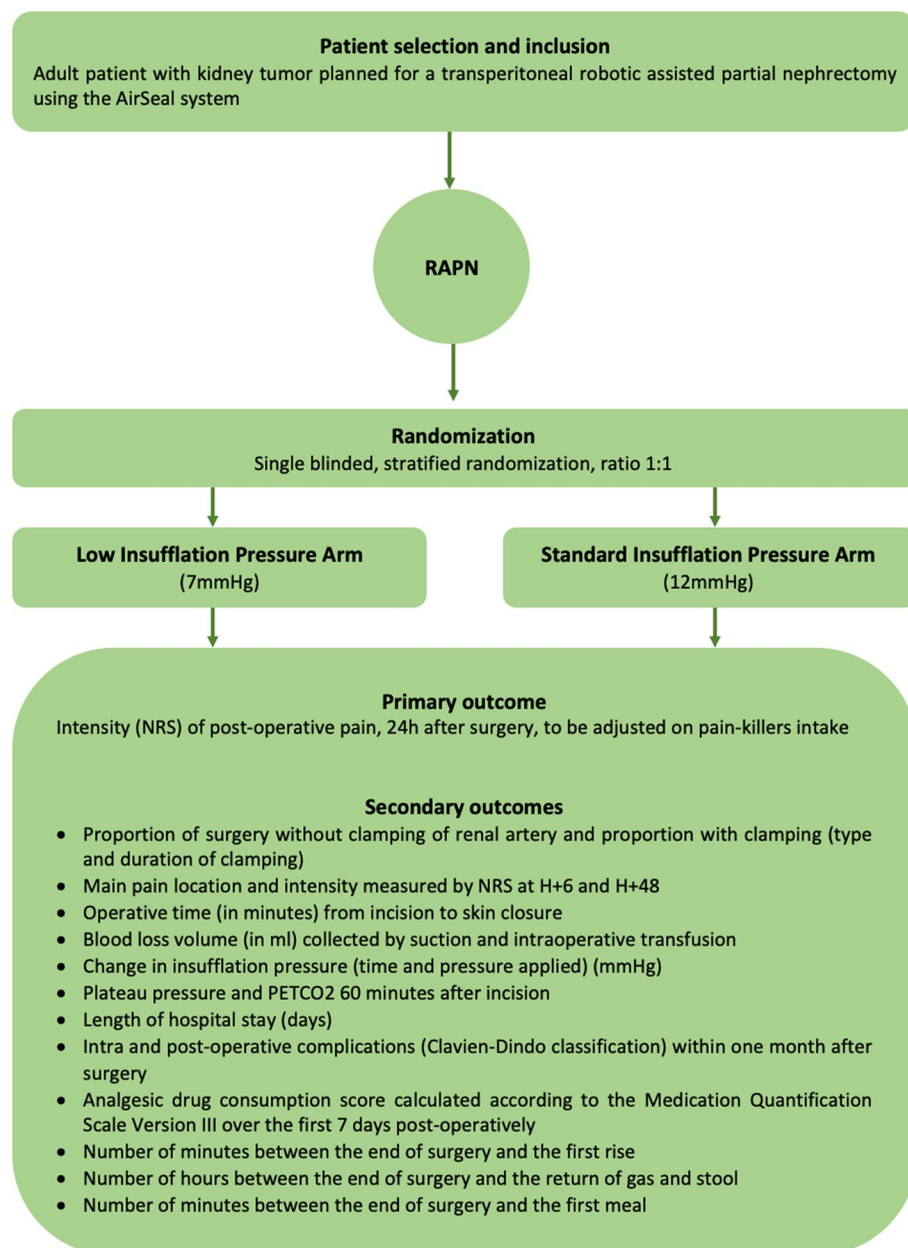 Patient selection and inclusion
Adult patient with kidney tumor planned for a transperitoneal robotic assisted partial nephrectomy
using the AirSeal system
RAPN
Randomization
Single blinded, stratified randomization, ratio 1:1
Low Insufflation Pressure Arm
(7mmHg)
Standard Insufflation Pressure Arm
(12mmHg)
Primary outcome
Intensity (NRS) of post-operative pain, 24h after surgery, to be adjusted on pain-killers intake
Secondary outcomes
• Proportion of surgery without clamping of renal artery and proportion with clamping (type
and duration of clamping)
• Main pain location and intensity measured by NRS at H+6 and H+48
• Operative time (in minutes) from incision to skin closure
• Blood loss volume (in ml) collected by suction and intraoperative transfusion
• Change in insufflation pressure (time and pressure applied) (mmHg)
• Plateau pressure and PETCO2 60 minutes after incision
• Length of hospital stay (days)
• Intra and post-operative complications (Clavien-Dindo classification) within one month after
surgery
• Analgesic drug consumption score calculated according to the Medication Quantification
Scale Version III over the first 7 days post-operatively
• Number of minutes between the end of surgery and the first rise
• Number of hours between the end of surgery and the return of gas and stool
• Number of minutes between the end of surgery and the first meal